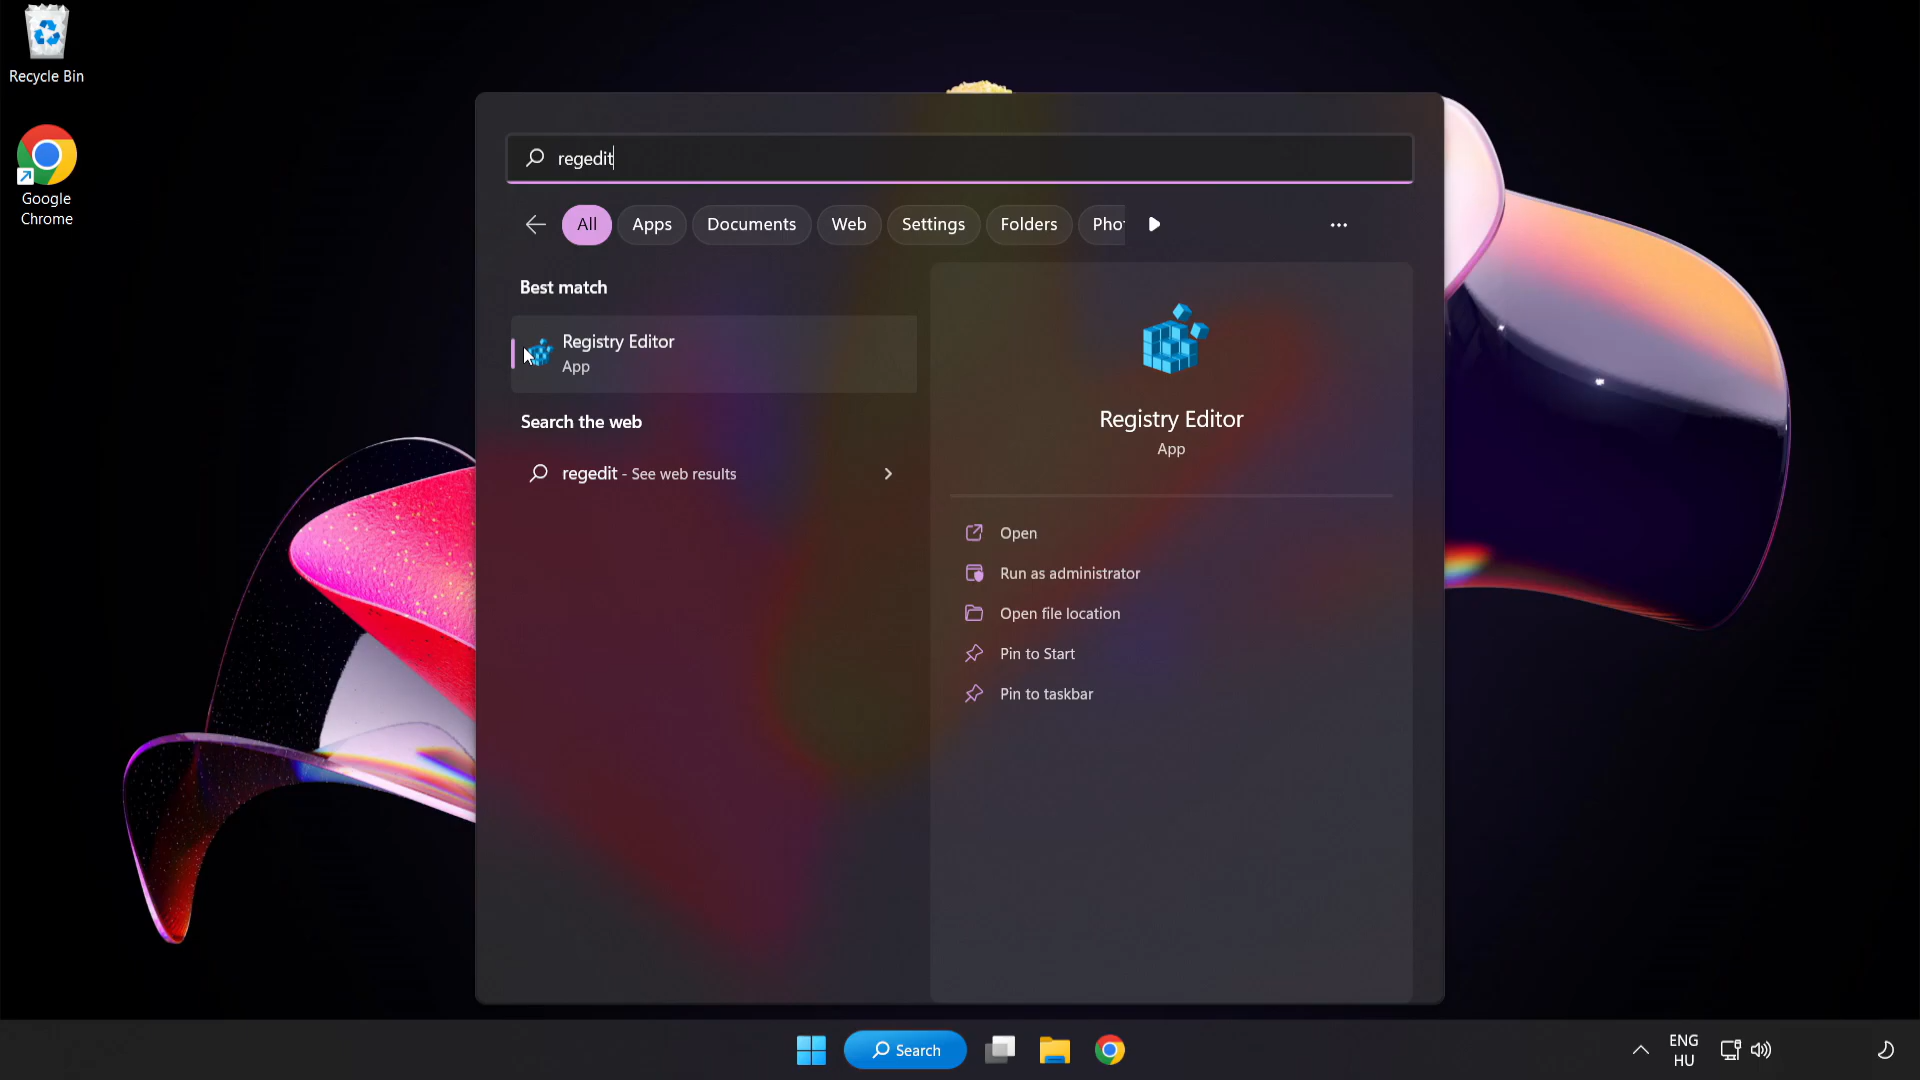 Recycle Bin
Google
Chrome
regedit
All
Apps
Documents
Web
Settings
Folders
Pho
Best match
Registry Editor
App
Search the web
regedit - See web results
Registry Editor
App
Open
Run as administrator
Open file location
Pin to Start
Pin to taskbar
Search
ENG
HU